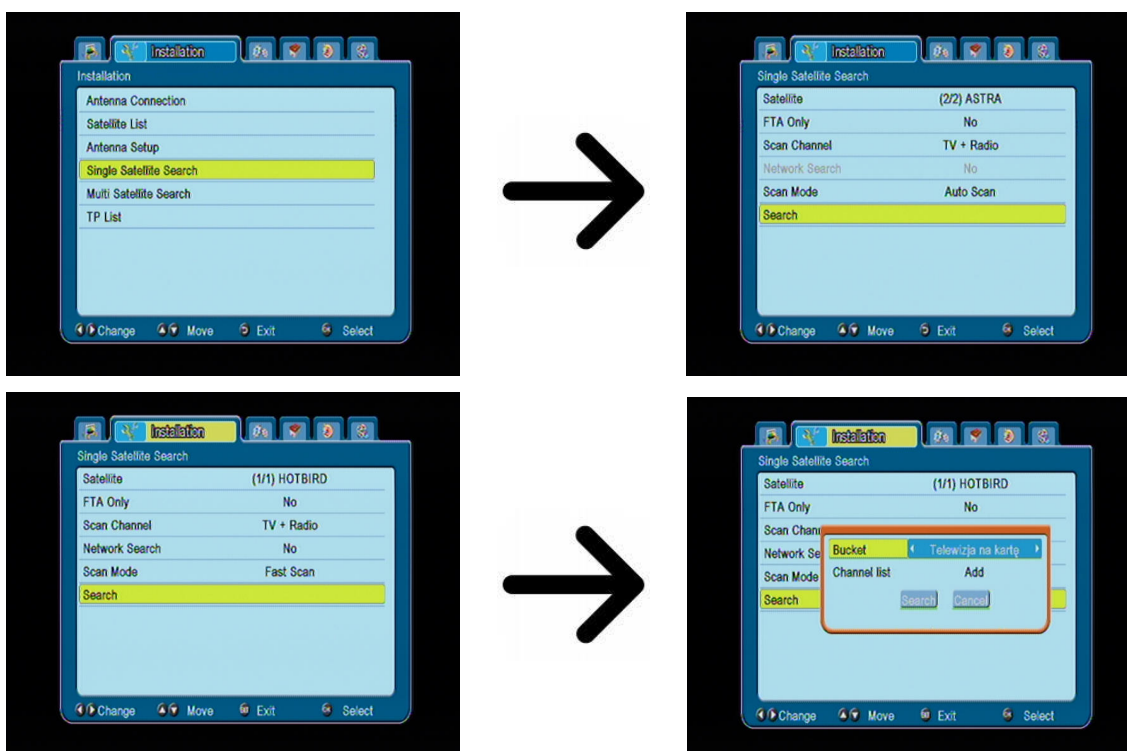 Installation
Installation
Antenna Connection
Satellite List
Antenna Setup
Single Satellite Search
Multi Satellite Search
TP List
Change Move Exit Select
Installation
Single Satellite Search
Satellite (2/2) ASTRA
FTA Only No
Scan Channel TV + Radio
Network Search No
Scan Mode Auto Scan
Search
Change Move Exit Select
Installation
Single Satellite Search
Satellite (1/1) HOTBIRD
FTA Only No
Scan Channel TV + Radio
Network Search No
Scan Mode Fast Scan
Search
Change Move Exit Select
Installation
Single Satellite Search
Satellite (1/1) HOTBIRD
FTA Only No
Scan Chann
Network Se
Scan Mode
Search
Bucket Telewizja na kartę
Channel list Add
Search Cancel
Change Move Exit Select